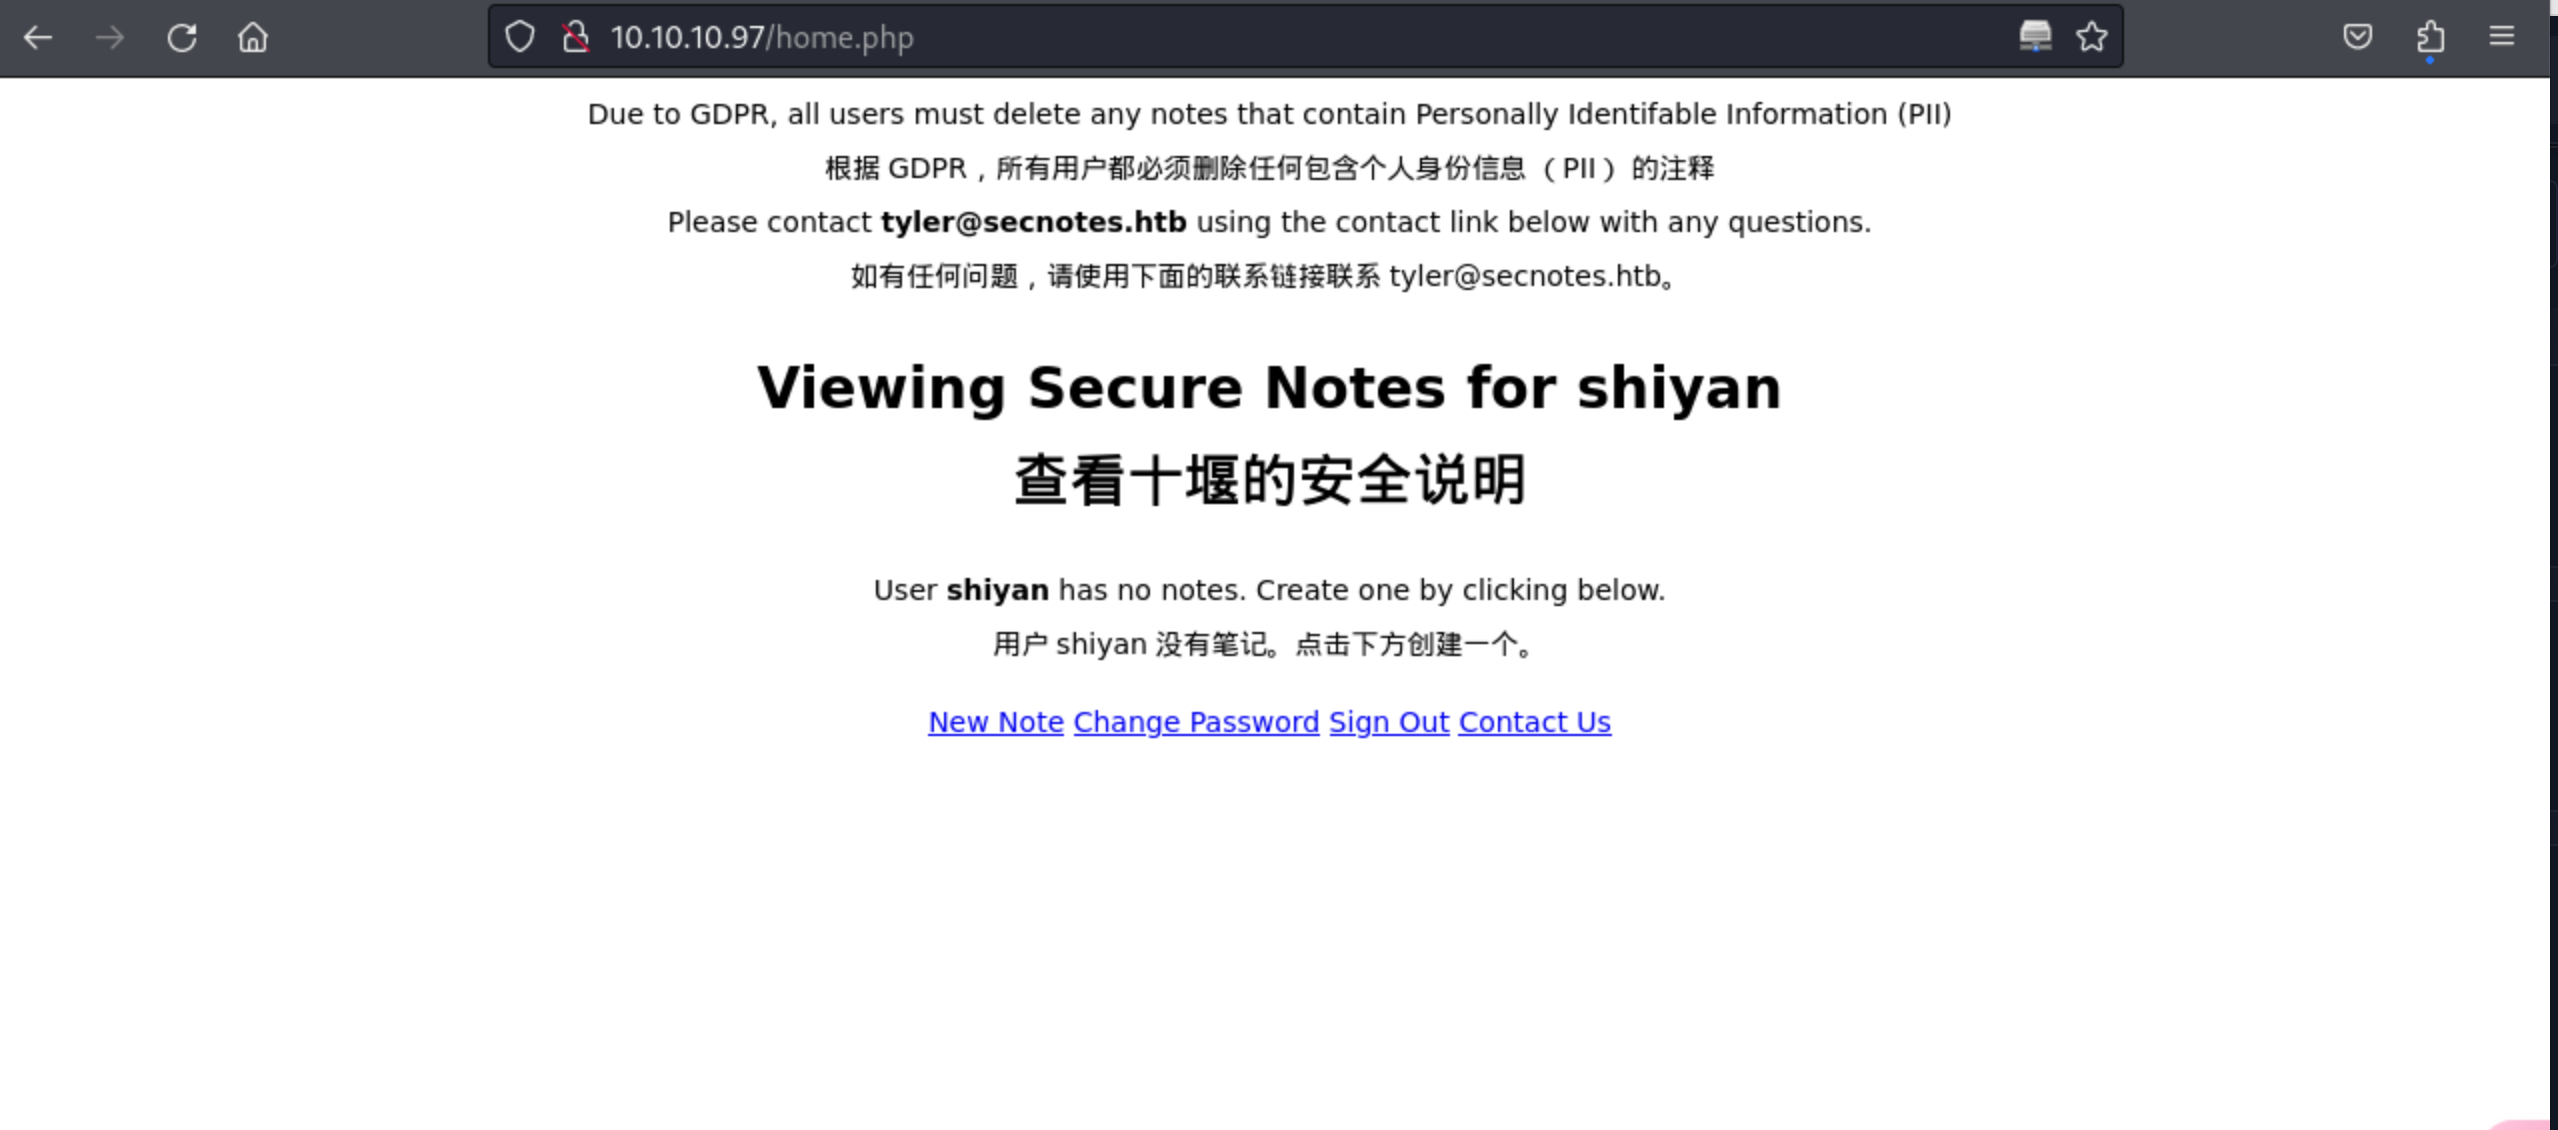 10.10.10.97/home.php
Due to GDPR, all users must delete any notes that contain Personally Identifable Information (PII)
根据 GDPR，所有用户都必须删除任何包含个人身份信息（PII）的注释
Please contact tyler@secnotes.htb using the contact link below with any questions.
如有任何问题，请使用下面的联系链接联系 tyler@secnotes.htb。
Viewing Secure Notes for shiyan
查看十堰的安全说明
User shiyan has no notes. Create one by clicking below.
用户 shiyan 没有笔记。点击下方创建一个。
New Note Change Password Sign Out Contact Us